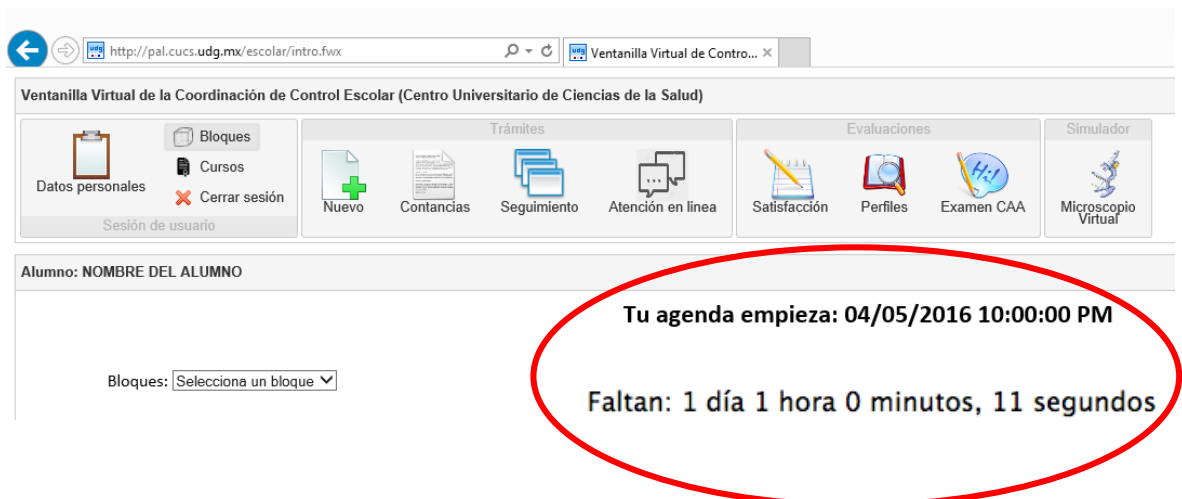 http://pal.cucs.udg.mx/escolar/intro.fwx
Ventanilla Virtual de Contro...
Ventanilla Virtual de la Coordinación de Control Escolar (Centro Universitario de Ciencias de la Salud)
Datos personales
Bloques
Cursos
Cerrar sesión
Sesión de usuario
Trámites
Nuevo
Contancias
Seguimiento
Atención en linea
Evaluaciones
Satisfacción
Perfiles
Hi!
Examen CAA
Simulador
Microscopio
Virtual
Alumno: NOMBRE DEL ALUMNO
Tu agenda empieza: 04/05/2016 10:00:00 PM
Bloques: Selecciona un bloque
Faltan: 1 día 1 hora 0 minutos, 11 segundos